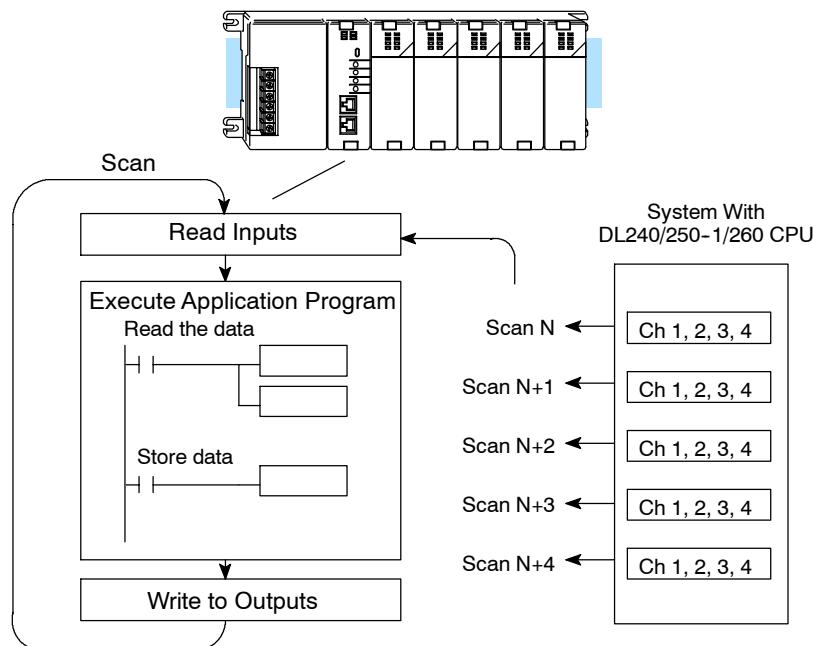 Scan
Read Inputs
Execute Application Program
Read the data
Store data
Write to Outputs
System With
DL240/250-1/260 CPU
Scan N
Ch 1, 2, 3, 4
Scan N+1
Ch 1, 2, 3, 4
Scan N+2
Ch 1, 2, 3, 4
Scan N+3
Ch 1, 2, 3, 4
Scan N+4
Ch 1, 2, 3, 4